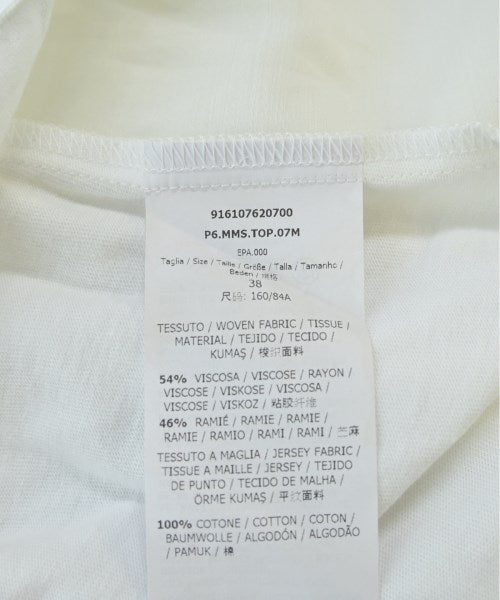 916107620700
P6.MMS.TOP.07M
EPA.000
Taglia / Size / Taille / Größe / Talla / Tamanho /
Beden / 规格
38
尺码: 160/84A
TESSUTO / WOVEN FABRIC / TISSUE /
MATERIAL / TEJIDO / TECIDO /
KUMAŞ / 梭织面料
54% VISCOSA / VISCOSE / RAYON /
VISCOSE / VISKOSE / VISCOSA /
VISCOSE / VISKOZ / 粘胶纤维
46% RAMIÉ / RAMIE / RAMIE /
RAMIE / RAMIO / RAMI / RAMI / 苎麻
TESSUTO A MAGLIA / JERSEY FABRIC /
TISSUE A MAILLE / JERSEY / TEJIDO
DE PUNTO / TECIDO DE MALHA /
ÖRME KUMAŞ / 平纹面料
100% COTONE / COTTON / COTON /
BAUMWOLLE / ALGODÓN / ALGODÃO
/ PAMUK / 棉